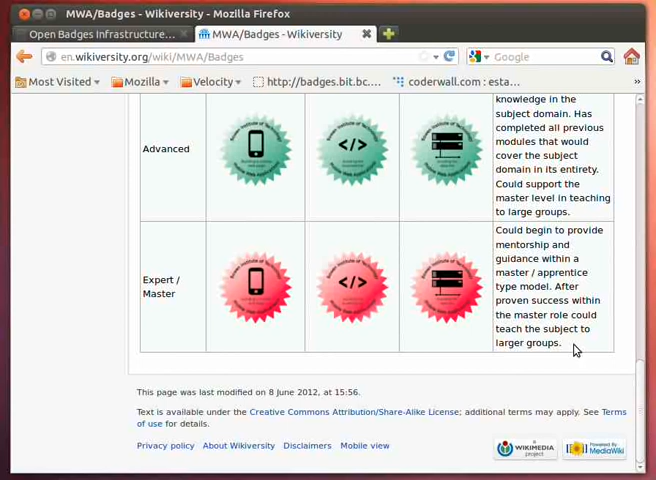 MWA/Badges - Wikiversity - Mozilla Firefox
Open Badges Infrastructure...
MWA/Badges - Wikiversity
en.wikiversity.org/wiki/MWA/Badges
Google
Most Visited
Mozilla
Velocity
http://badges.bit.bc....
coderwall.com : esta...
»
Advanced
</>
knowledge in the
subject domain. Has
completed all previous
modules that would
cover the subject
domain in its entirety.
Could support the
master level in teaching
to large groups.
Expert /
Master
</>
Could begin to provide
mentorship and
guidance within a
master / apprentice
type model. After
proven success within
the master role could
teach the subject to
larger groups.
This page was last modified on 8 June 2012, at 15:56.
Text is available under the Creative Commons Attribution/Share-Alike License; additional terms may apply. See Terms
of use for details.
Privacy policy About Wikiversity Disclaimers Mobile view
A
WIKIMEDIA
project
Powered By
MediaWiki